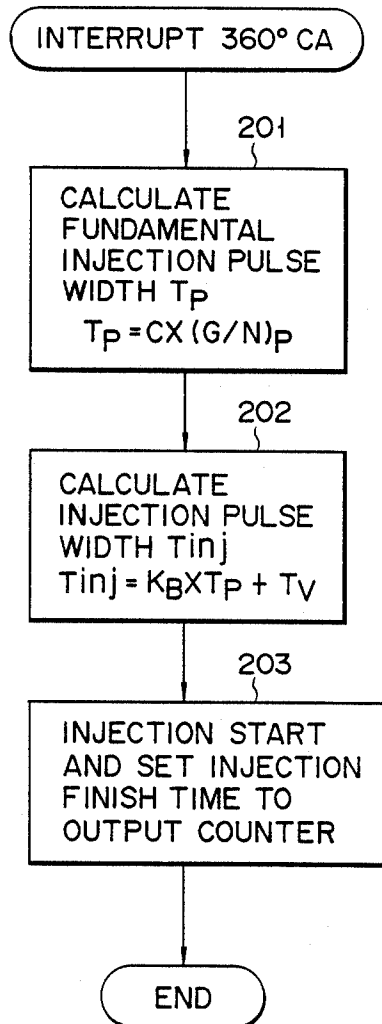 INTERRUPT 360° CA
201
CALCULATE
FUNDAMENTAL
INJECTION PULSE
WIDTH Tp
Tp = CX (G/N)p
202
CALCULATE
INJECTION PULSE
WIDTH Tinj
Tinj = KBXTP + TV
203
INJECTION START
AND SET INJECTION
FINISH TIME TO
OUTPUT COUNTER
END